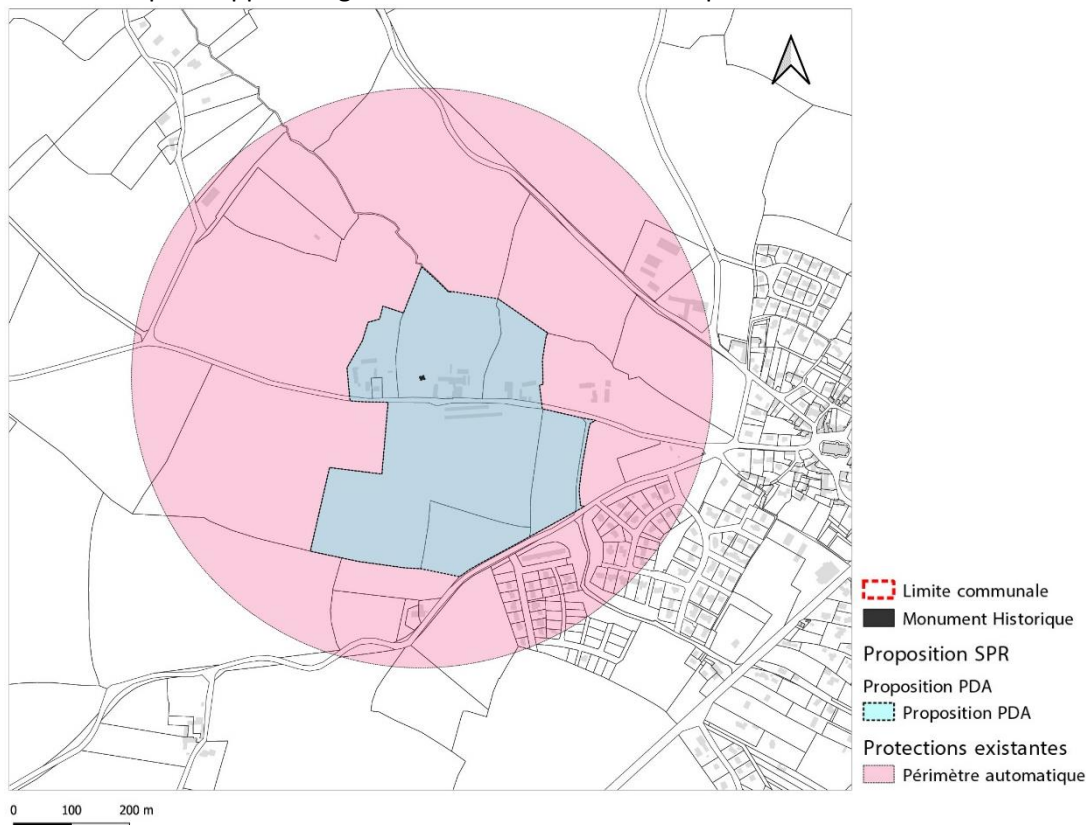 0 100 200 m
Limite communale
Monument Historique
Proposition SPR
Proposition PDA
Proposition PDA
Protections existantes
Périmètre automatique